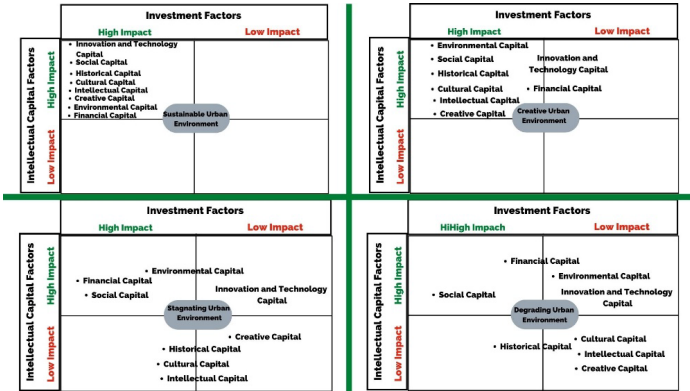 Investment Factors
High Impact
Low Impact
Intellectual Capital Factors
High Impact
Low Impact
• Innovation and Technology
Capital
• Social Capital
• Historical Capital
• Cultural Capital
• Intellectual Capital
• Creative Capital
• Environmental Capital
• Financial Capital
Sustainable Urban
Environment
Investment Factors
High Impact
Low Impact
Intellectual Capital Factors
High Impact
Low Impact
• Environmental Capital
• Social Capital
• Historical Capital
• Cultural Capital
• Intellectual Capital
• Creative Capital
Innovation and
Technology Capital
• Financial Capital
Creative Urban
Environment
Investment Factors
High Impact
Low Impact
Intellectual Capital Factors
High Impact
Low Impact
• Environmental Capital
• Financial Capital
• Social Capital
Innovation and Technology
Capital
Stagnating Urban
Environment
• Creative Capital
• Historical Capital
• Cultural Capital
• Intellectual Capital
Investment Factors
HiHigh Impach
Low Impact
Intellectual Capital Factors
High Impact
Low Impact
• Financial Capital
• Environmental Capital
• Social Capital
Innovation and Technology
Capital
Degrading Urban
Environment
• Historical Capital
• Cultural Capital
• Intellectual Capital
• Creative Capital